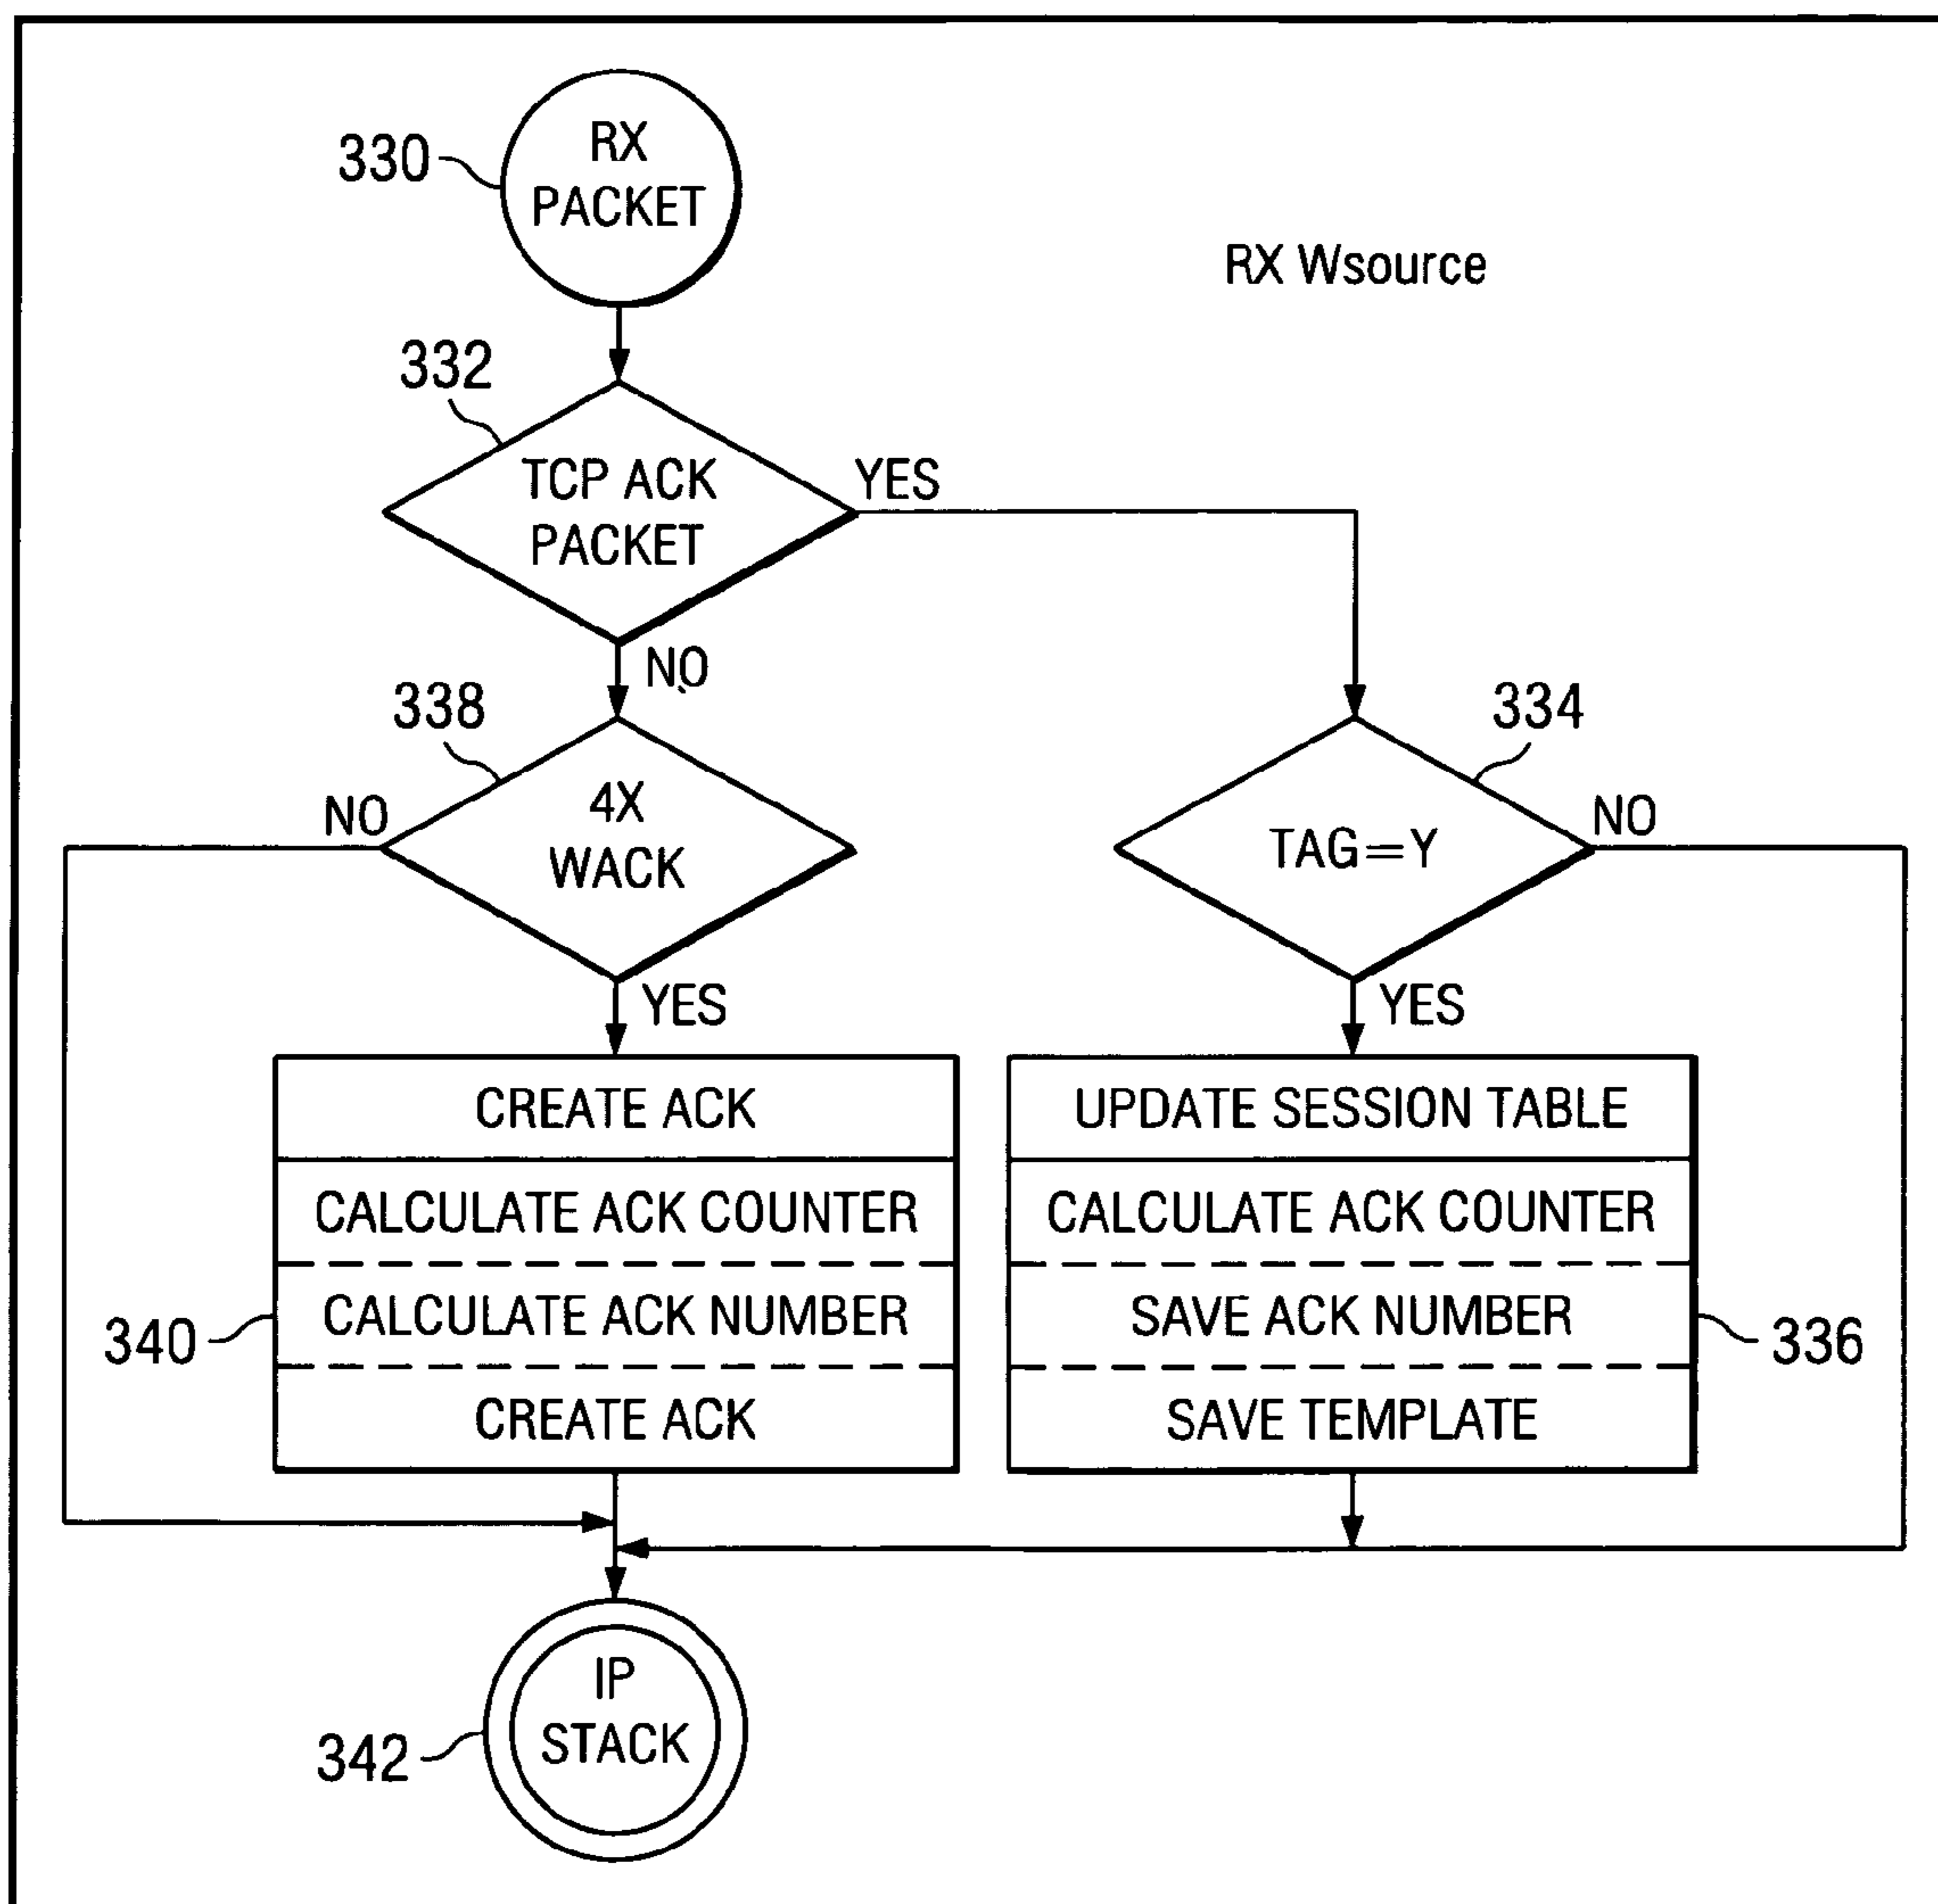 RX
PACKET
330
RX Wsource
332
TCP ACK
PACKET
YES
NO
338
334
NO
4X
WACK
TAG=Y
NO
YES
YES
CREATE ACK
CALCULATE ACK COUNTER
CALCULATE ACK NUMBER
CREATE ACK
340
UPDATE SESSION TABLE
CALCULATE ACK COUNTER
SAVE ACK NUMBER
SAVE TEMPLATE
336
IP
STACK
342